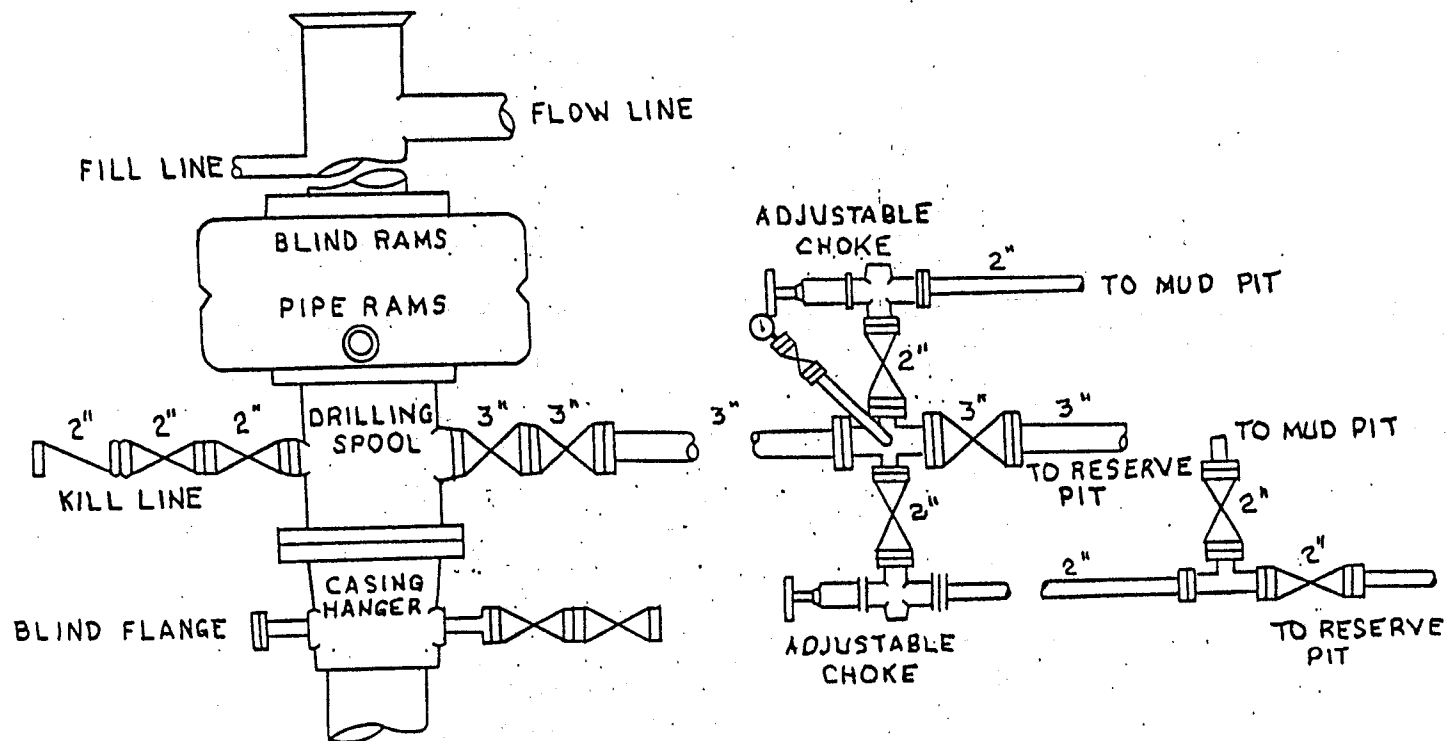 FLOW LINE
FILL LINE
BLIND RAMS
PIPE RAMS
ADJUSTABLE
CHOKE
2"
TO MUD PIT
2"
2"
2"
2"
DRILLING
SPOOL
3"
3"
3"
3"
3"
KILL LINE
TO RESERVE
PIT
2"
TO MUD PIT
2"
CASING
HANGER
BLIND FLANGE
ADJUSTABLE
CHOKE
2"
2"
TO RESERVE
PIT